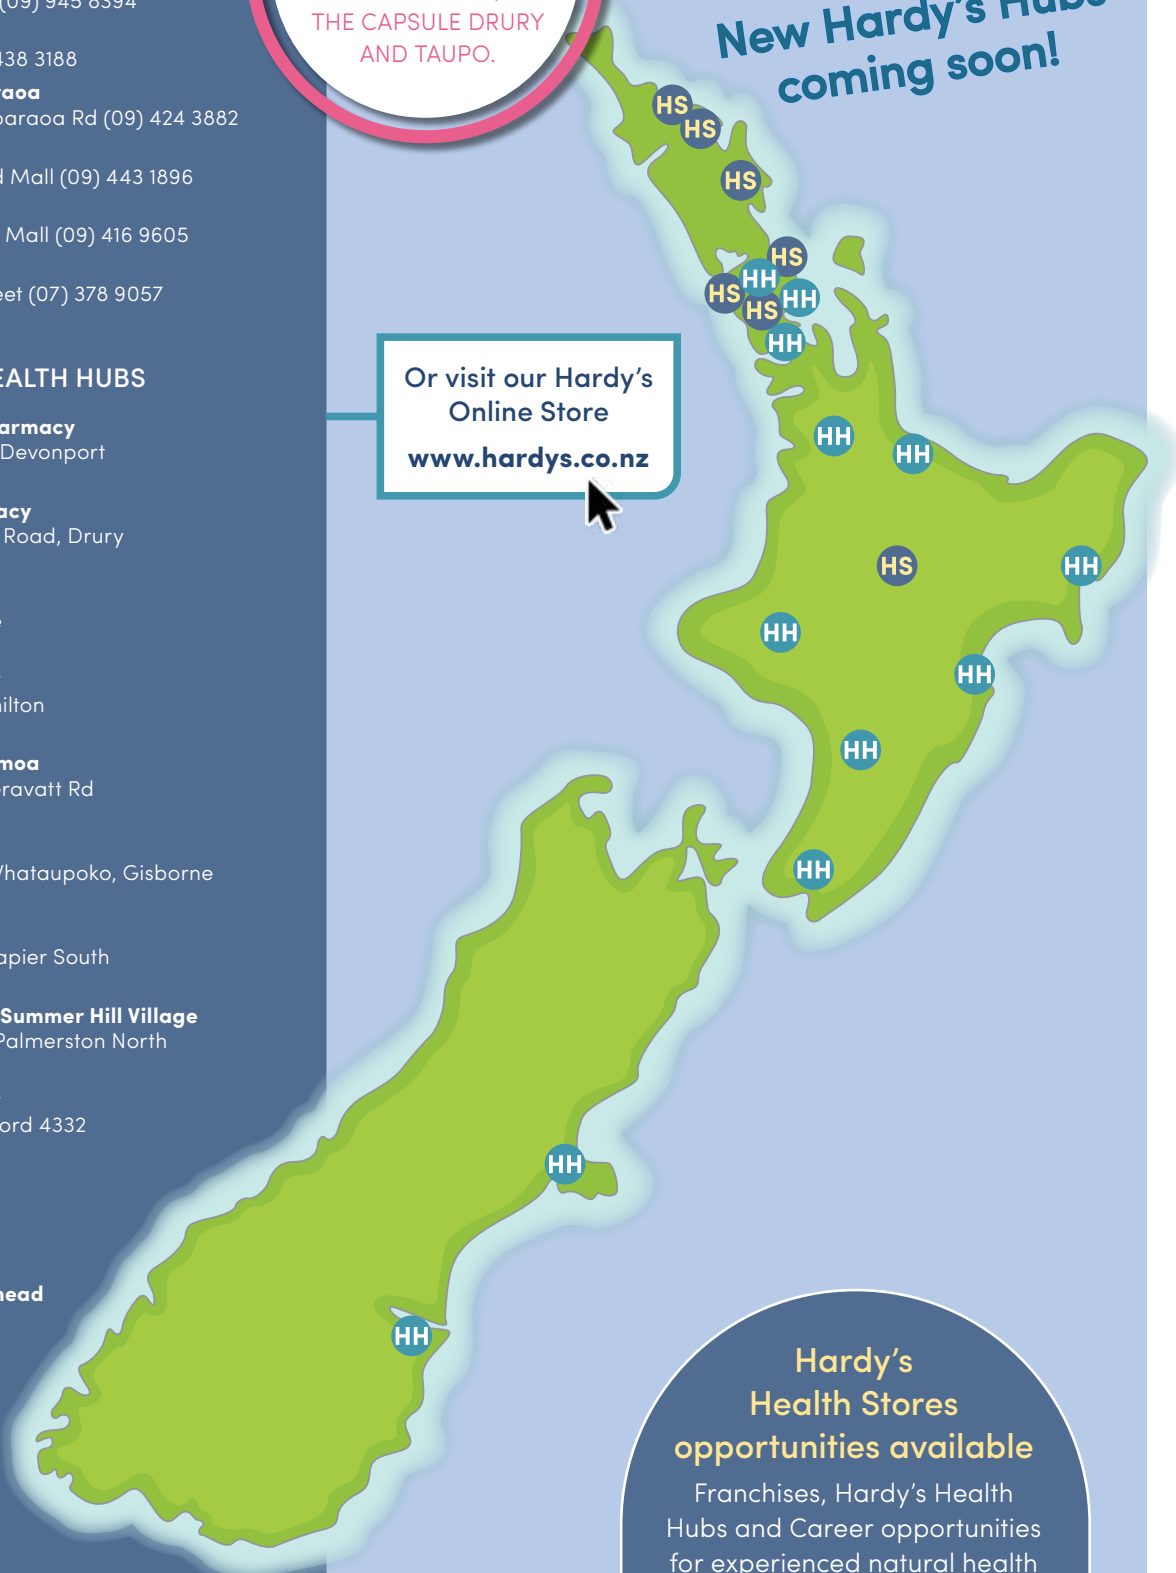 (09) 945 8394
438 3188
raoa
paraoa Rd (09) 424 3882
d Mall (09) 443 1896
Mall (09) 416 9605
eet (07) 378 9057
EALTH HUBS
armacy
Devonport
acy
Road, Drury
e
ilton
moa
ravatt Rd
Whataupoko, Gisborne
apier South
Summer Hill Village
Palmerston North
ord 4332
head
THE CAPSULE DRURY
AND TAUPO.
New Hardy's Hubs
coming soon!
HS
HS
HS
HS
HH
HS
HH
HS
HH
HH
HH
HS
HH
HH
HH
HH
HH
HH
HH
Or visit our Hardy's
Online Store
www.hardys.co.nz
Hardy's
Health Stores
opportunities available
Franchises, Hardy's Health
Hubs and Career opportunities
for experienced natural health